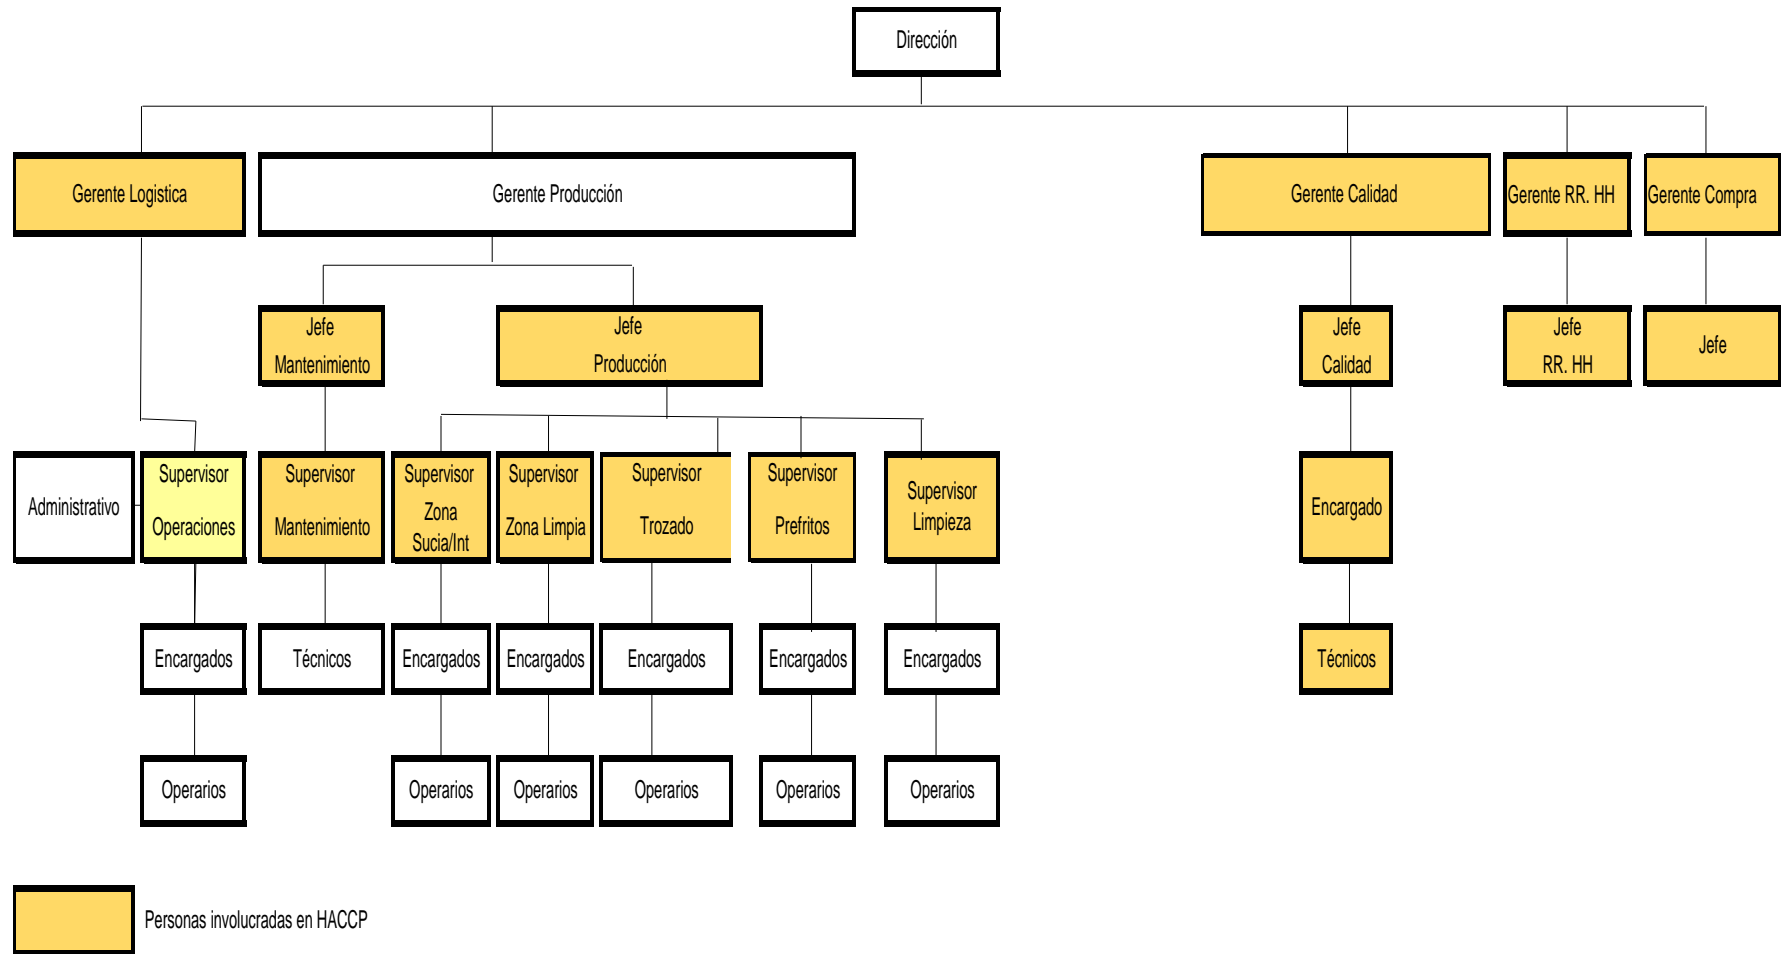 Dirección
Gerente Logistica
Gerente Producción
Gerente Calidad
Gerente RR. HH
Gerente Compra
Jefe
Mantenimiento
Jefe
Producción
Jefe
Calidad
Jefe
RR. HH
Jefe
Administrativo
Supervisor
Operaciones
Supervisor
Mantenimiento
Supervisor
Zona
Sucia/Int
Supervisor
Zona Limpia
Supervisor
Trozado
Supervisor
Prefritos
Supervisor
Limpieza
Encargado
Encargados
Técnicos
Encargados
Encargados
Encargados
Encargados
Encargados
Técnicos
Operarios
Operarios
Operarios
Operarios
Operarios
Operarios
Personas involucradas en HACCP